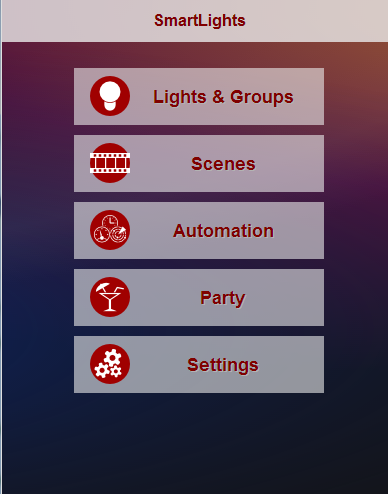 SmartLights
Lights & Groups
Scenes
Automation
Party
Settings